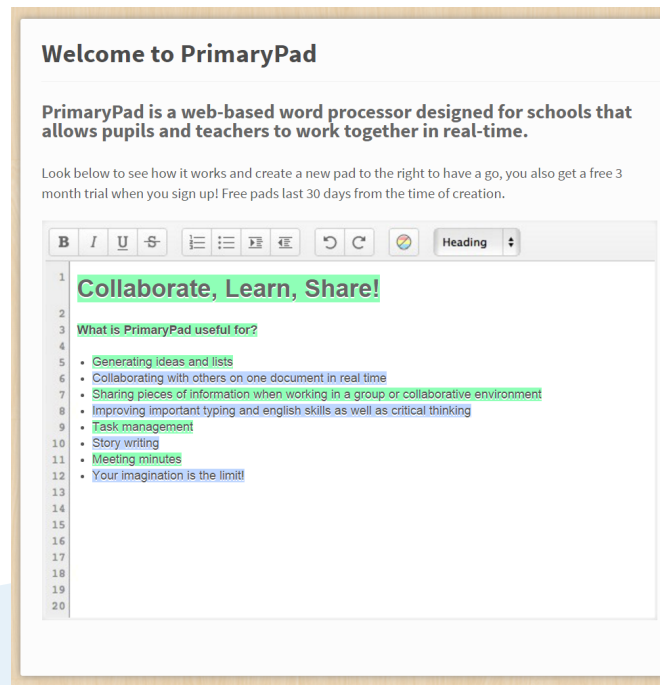 Welcome to PrimaryPad
PrimaryPad is a web-based word processor designed for schools that
allows pupils and teachers to work together in real-time.
Look below to see how it works and create a new pad to the right to have a go, you also get a free 3
month trial when you sign up! Free pads last 30 days from the time of creation.
B I U S Heading
1 Collaborate, Learn, Share!
2
3 What is PrimaryPad useful for?
4
5 • Generating ideas and lists
6 • Collaborating with others on one document in real time
7 • Sharing pieces of information when working in a group or collaborative environment
8 • Improving important typing and english skills as well as critical thinking
9 • Task management
10 • Story writing
11 • Meeting minutes
12 • Your imagination is the limit!
13
14
15
16
17
18
19
20